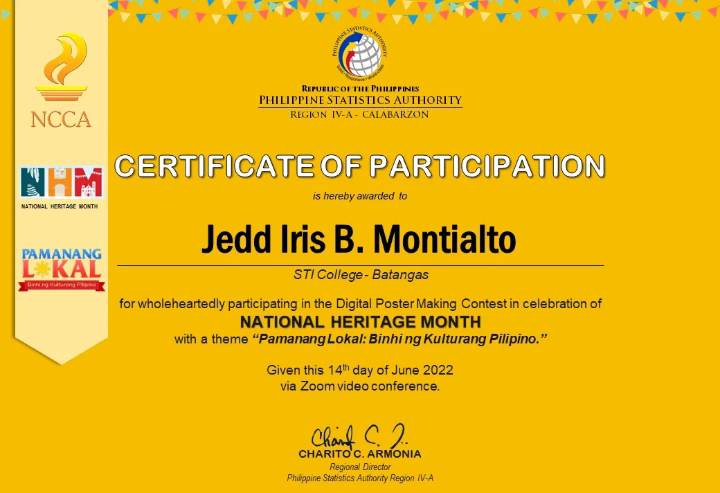 PHILIPPINE STATISTICS AUTHORITY
REPUBLIC OF THE PHILIPPINES
PHILIPPINE STATISTICS AUTHORITY
REGION IV-A - CALABARZON
NCCA
NHM
NATIONAL HERITAGE MONTH
PAMANANG
LOKAL
Binhi ng Kulturang Pilipino
CERTIFICATE OF PARTICIPATION
is hereby awarded to
Jedd Iris B. Montialto
STI College - Batangas
for wholeheartedly participating in the Digital Poster Making Contest in celebration of
NATIONAL HERITAGE MONTH
with a theme “Pamanang Lokal: Binhi ng Kulturang Pilipino.”
Given this 14th day of June 2022
via Zoom video conference.
CHARITO C. ARMONIA
Regional Director
Philippine Statistics Authority Region IV-A